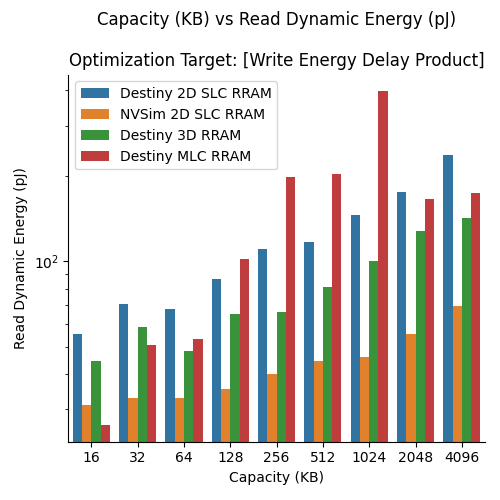 Capacity (KB) vs Read Dynamic Energy (pJ)
Optimization Target: [Write Energy Delay Product]
Destiny 2D SLC RRAM
NVSim 2D SLC RRAM
Destiny 3D RRAM
Destiny MLC RRAM
Read Dynamic Energy (pJ)
10²
16 32 64 128 256 512 1024 2048 4096
Capacity (KB)